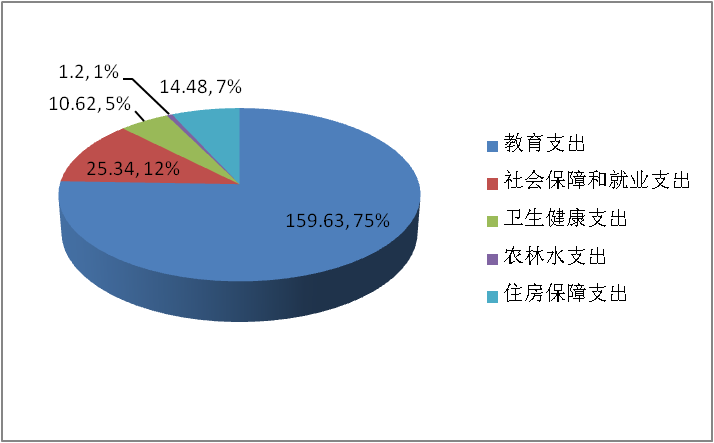 1.2, 1%
14.48, 7%
10.62, 5%
25.34, 12%
159.63, 75%
教育支出
社会保障和就业支出
卫生健康支出
农林水支出
住房保障支出